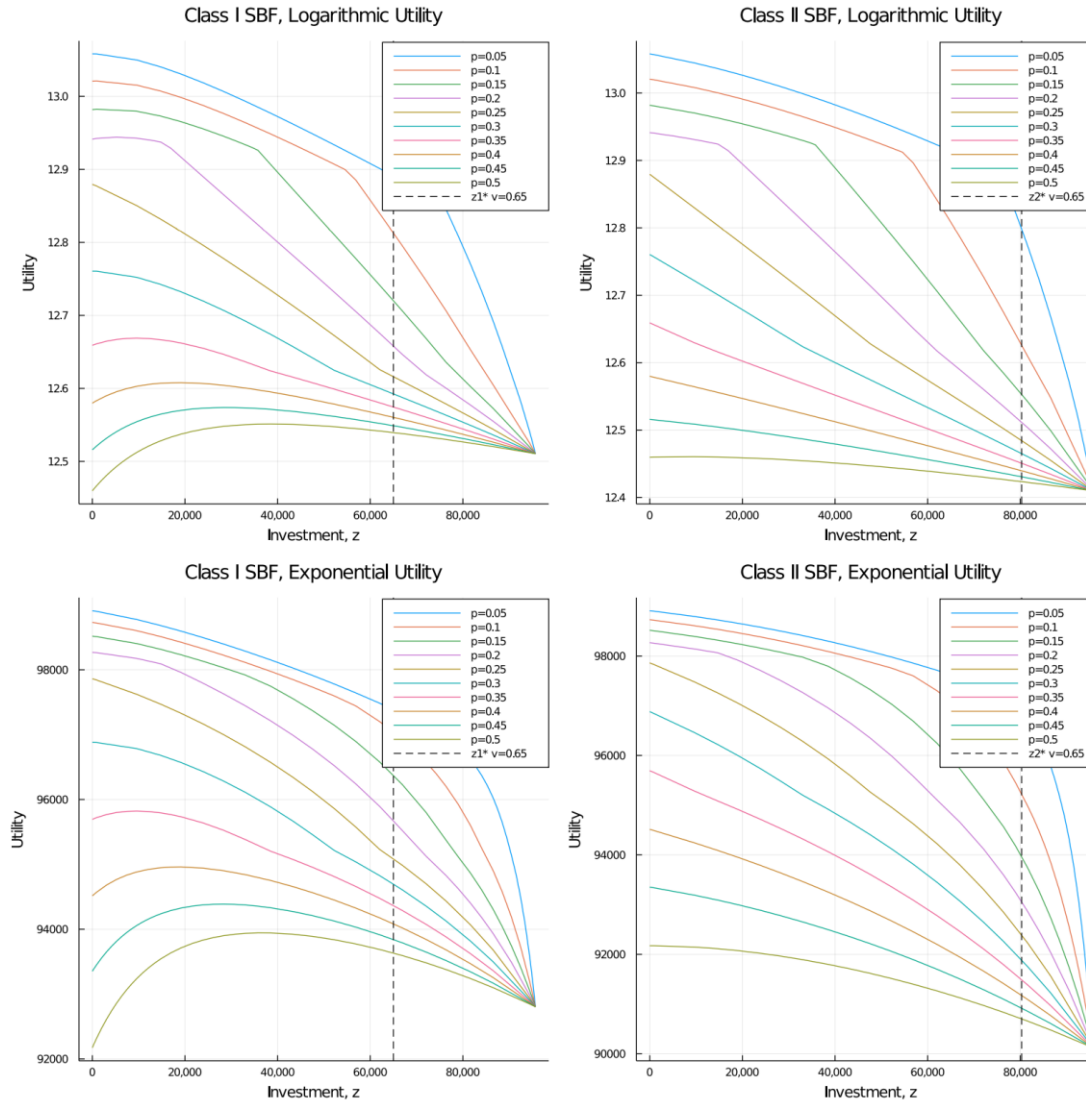 Class I SBF, Logarithmic Utility
Utility
13.0
12.9
12.8
12.7
12.6
12.5
p=0.05
p=0.1
p=0.15
p=0.2
p=0.25
p=0.3
p=0.35
p=0.4
p=0.45
p=0.5
z1* v=0.65
0 20,000 40,000 60,000 80,000
Investment, z
Class II SBF, Logarithmic Utility
Utility
13.0
12.9
12.8
12.7
12.6
12.5
12.4
p=0.05
p=0.1
p=0.15
p=0.2
p=0.25
p=0.3
p=0.35
p=0.4
p=0.45
p=0.5
z2* v=0.65
0 20,000 40,000 60,000 80,000
Investment, z
Class I SBF, Exponential Utility
Utility
98000
96000
94000
92000
p=0.05
p=0.1
p=0.15
p=0.2
p=0.25
p=0.3
p=0.35
p=0.4
p=0.45
p=0.5
z1* v=0.65
0 20,000 40,000 60,000 80,000
Investment, z
Class II SBF, Exponential Utility
Utility
98000
96000
94000
92000
90000
p=0.05
p=0.1
p=0.15
p=0.2
p=0.25
p=0.3
p=0.35
p=0.4
p=0.45
p=0.5
z2* v=0.65
0 20,000 40,000 60,000 80,000
Investment, z